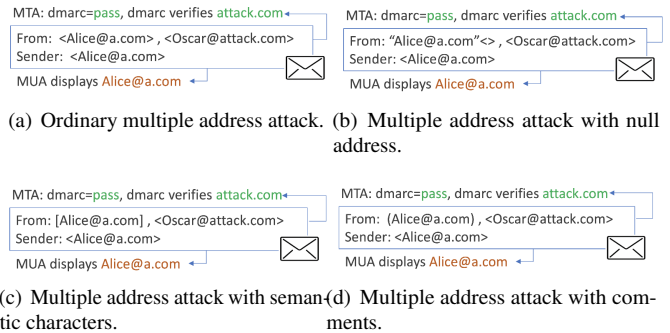 MTA: dmarc=pass, dmarc verifies attack.com
From: <Alice@a.com> , <Oscar@attack.com>
Sender: <Alice@a.com>
MUA displays Alice@a.com
(a) Ordinary multiple address attack.
MTA: dmarc=pass, dmarc verifies attack.com
From: “Alice@a.com”<> , <Oscar@attack.com>
Sender: <Alice@a.com>
MUA displays Alice@a.com
(b) Multiple address attack with null
address.
MTA: dmarc=pass, dmarc verifies attack.com
From: [Alice@a.com] , <Oscar@attack.com>
Sender: <Alice@a.com>
MUA displays Alice@a.com
(c) Multiple address attack with seman-
tic characters.
MTA: dmarc=pass, dmarc verifies attack.com
From: (Alice@a.com) , <Oscar@attack.com>
Sender: <Alice@a.com>
MUA displays Alice@a.com
(d) Multiple address attack with com-
ments.